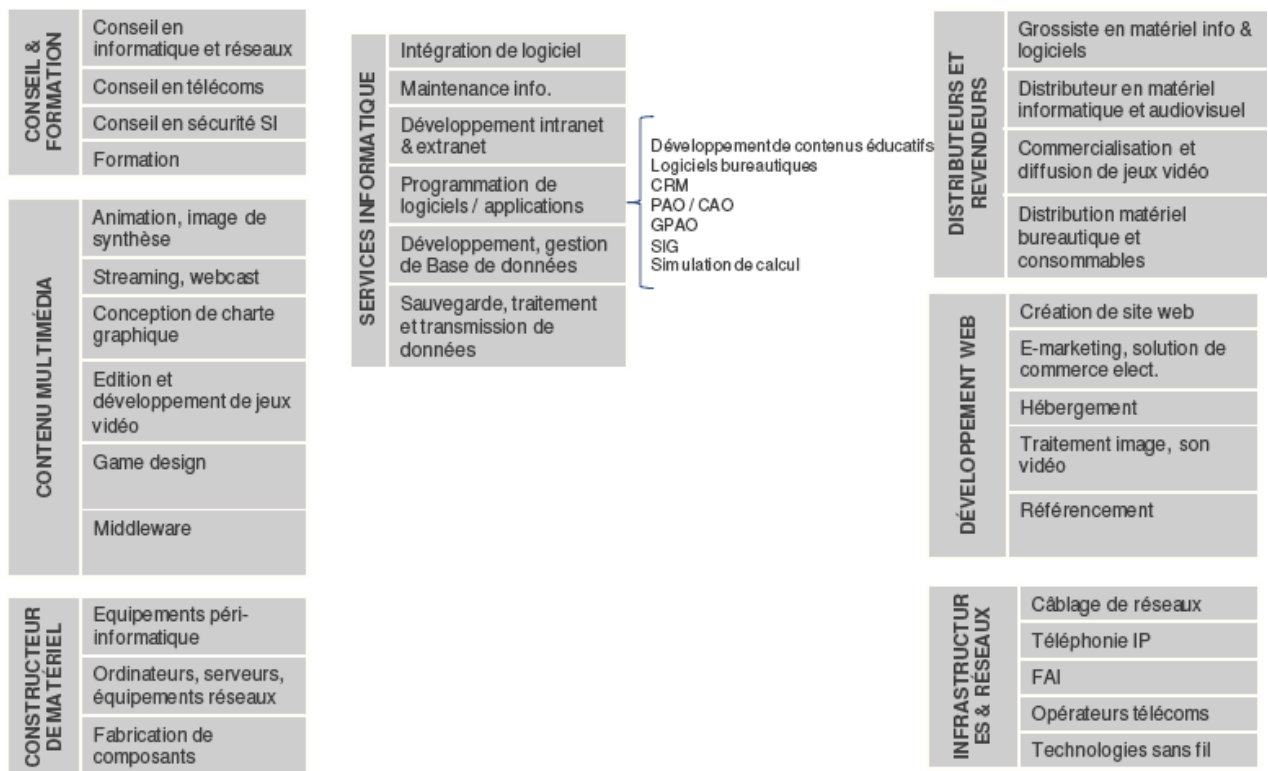 CONSEIL &
FORMATION
Conseil en
informatique et réseaux
Conseil en télécoms
Conseil en sécurité SI
Formation
CONTENU MULTIMÉDIA
Animation, image de
synthèse
Streaming, webcast
Conception de charte
graphique
Edition et
développement de jeux
vidéo
Game design
Middleware
CONSTRUCTEUR
DE MATÉRIEL
Equipements péri-
informatique
Ordinateurs, serveurs,
équipements réseaux
Fabrication de
composants
SERVICES INFORMATIQUE
Intégration de logiciel
Maintenance info.
Développement intranet
& extranet
Programmation de
logiciels / applications
Développement, gestion
de Base de données
Sauvegarde, traitement
et transmission de
données
Développement de contenus éducatifs
Logiciels bureautiques
CRM
PAO / CAO
GPAO
SIG
Simulation de calcul
DISTRIBUTEURS ET
REVENDEURS
Grossiste en matériel info &
logiciels
Distributeur en matériel
informatique et audiovisuel
Commercialisation et
diffusion de jeux vidéo
Distribution matériel
bureautique et
consommables
DÉVELOPPEMENT WEB
Création de site web
E-marketing, solution de
commerce elect.
Hébergement
Traitement image, son
vidéo
Référencement
INFRASTRUCTUR
ES & RÉSEAUX
Câblage de réseaux
Téléphonie IP
FAI
Opérateurs télécoms
Technologies sans fil